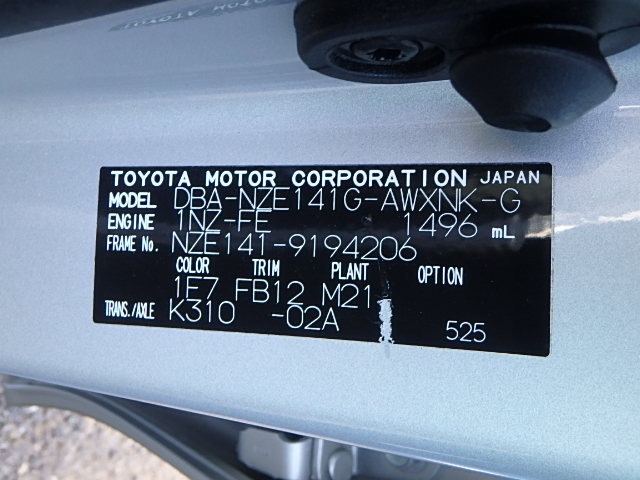 TOYOTA MOTOR CORPORATION JAPAN
MODEL DBA-NZE141G-AWXNK-G
ENGINE 1NZ-FE 1496 mL
FRAME No. NZE141-9194206
COLOR TRIM PLANT OPTION
1F7 FB12 M21
TRANS./AXLE K310 -02A
525